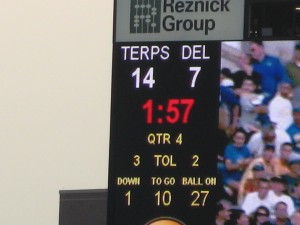 Reznick
Group
TERPS DEL
14 7
1:57
QTR 4
3 TOL 2
DOWN TO GO BALL ON
1 10 27